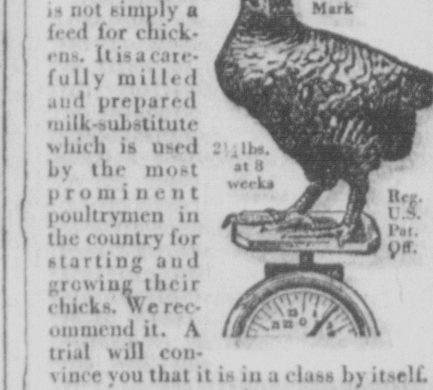 Mark
is not simply a
feed for chick-
ens. It is a care-
fully milled
and prepared
milk-substitute
which is used
by the most
prominent
poultrymen in
the country for
starting and
growing their
chicks. We rec-
ommend it. A
trial will con-
vince you that it is in a class by itself.
2¼ lbs.
at 8
weeks
Reg.
U.S.
Pat.
Off.